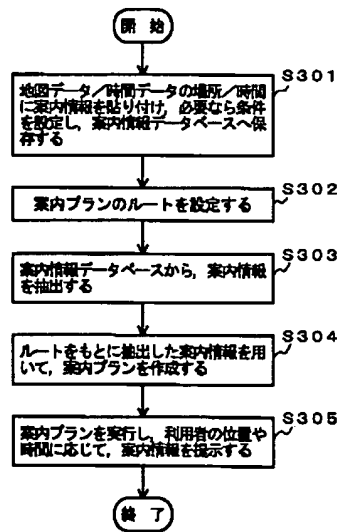 開始
S301
地図データ／時間データの場所／時間
に案内情報を貼り付け，必要なら条件
を設定し，案内情報データベースへ保
存する
S302
案内プランのルートを設定する
S303
案内情報データベースから，案内情報
を抽出する
S304
ルートをもとに抽出した案内情報を用
いて，案内プランを作成する
S305
案内プランを実行し，利用者の位置や
時間に応じて，案内情報を提示する
終了